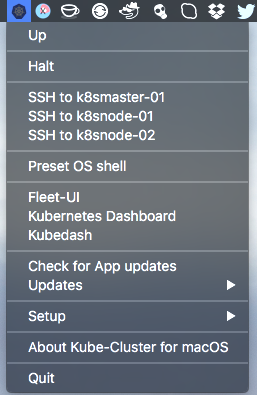 Up
Halt
SSH to k8smaster-01
SSH to k8snode-01
SSH to k8snode-02
Preset OS shell
Fleet-UI
Kubernetes Dashboard
Kubedash
Check for App updates
Updates
Setup
About Kube-Cluster for macOS
Quit